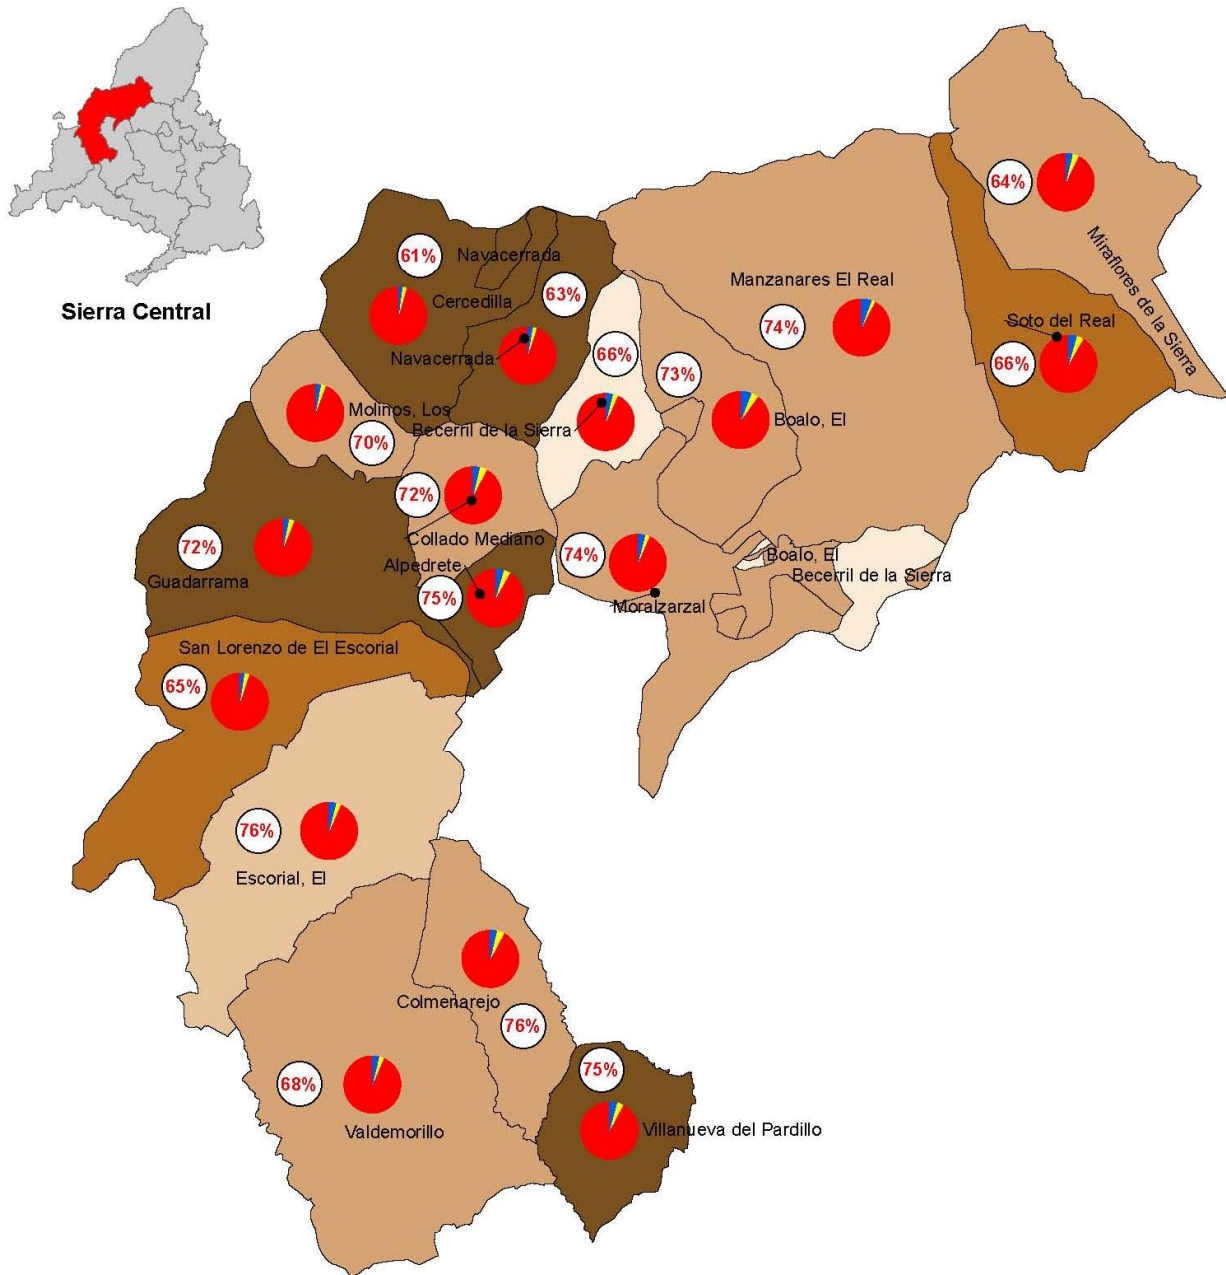 Sierra Central
64%
Miraflores de la Sierra
61%
Navacerrada
Cercedilla
63%
Manzanares El Real
74%
Soto del Real
66%
Navacerrada
66%
73%
Molinos, Los
70%
Becerril de la Sierra
Boalo, El
72%
Collado Mediano
72%
Guadarrama
Alpedrete
75%
74%
Moralzarzal
Boalo, El
Becerril de la Sierra
San Lorenzo de El Escorial
65%
76%
Escorial, El
Colmenarejo
76%
68%
Valdemorillo
75%
Villanueva del Pardillo